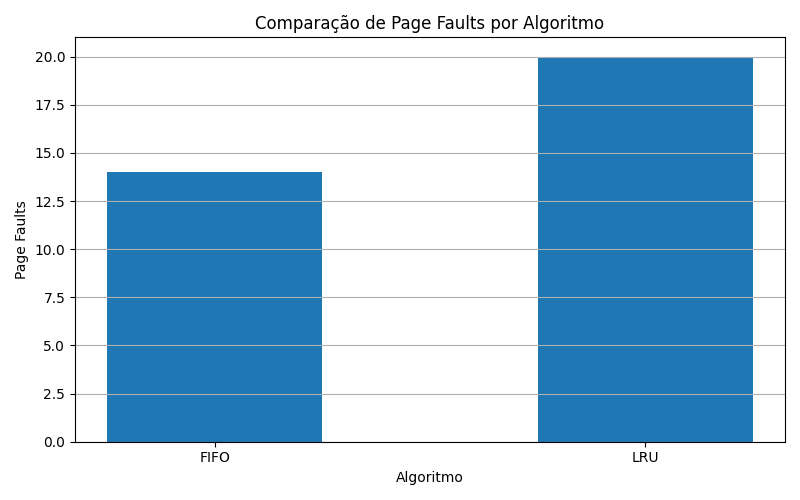 Comparação de Page Faults por Algoritmo
20.0
17.5
15.0
12.5
10.0
7.5
5.0
2.5
0.0
Page Faults
FIFO LRU
Algoritmo